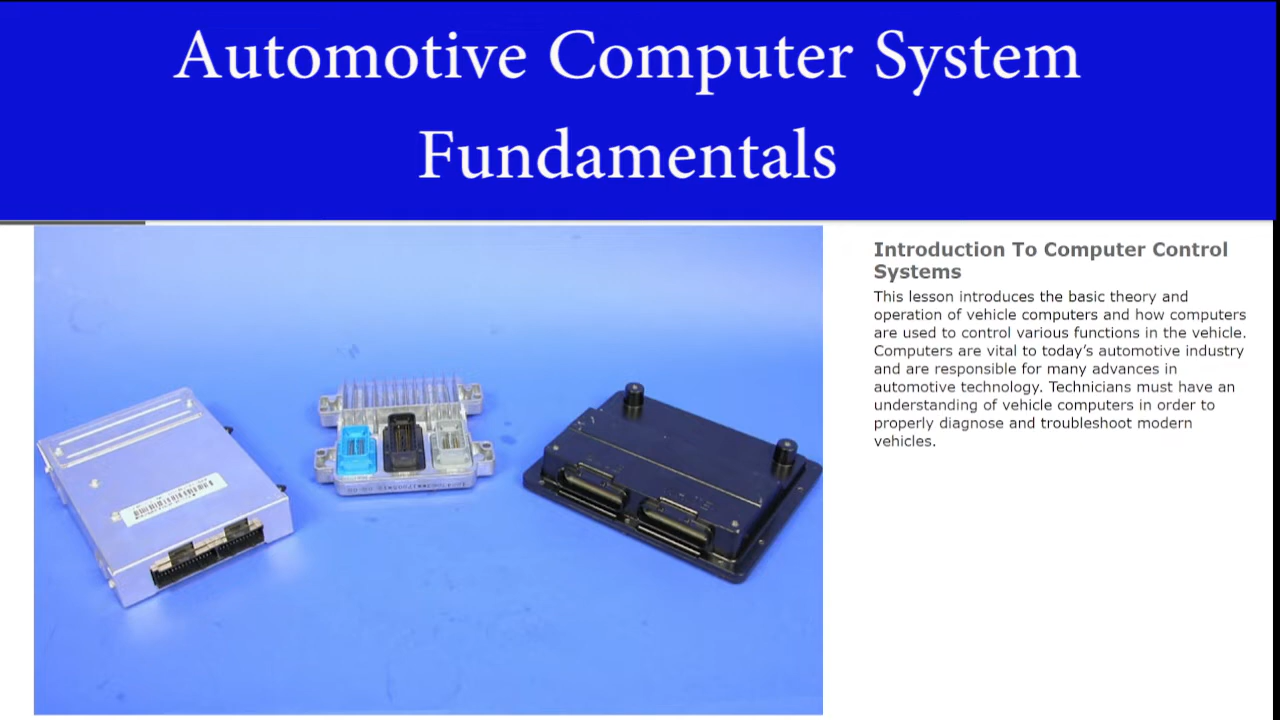 Automotive Computer System
Fundamentals
Introduction To Computer Control
Systems
This lesson introduces the basic theory and
operation of vehicle computers and how computers
are used to control various functions in the vehicle.
Computers are vital to today’s automotive industry
and are responsible for many advances in
automotive technology. Technicians must have an
understanding of vehicle computers in order to
properly diagnose and troubleshoot modern
vehicles.